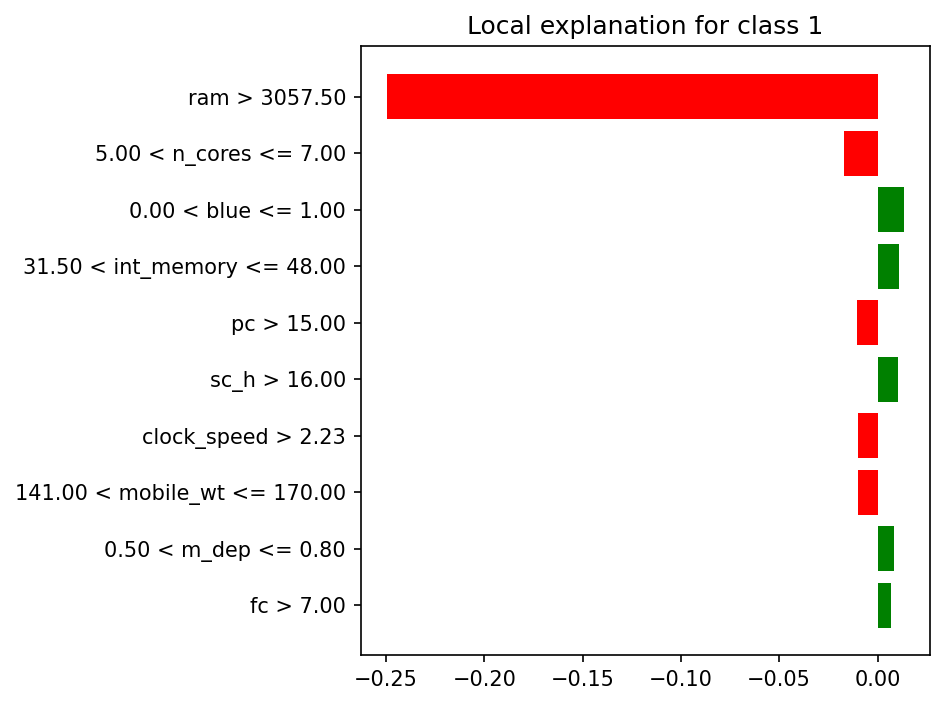 Local explanation for class 1
ram > 3057.50
5.00 < n_cores <= 7.00
0.00 < blue <= 1.00
31.50 < int_memory <= 48.00
pc > 15.00
sc_h > 16.00
clock_speed > 2.23
141.00 < mobile_wt <= 170.00
0.50 < m_dep <= 0.80
fc > 7.00
−0.25 −0.20 −0.15 −0.10 −0.05 0.00